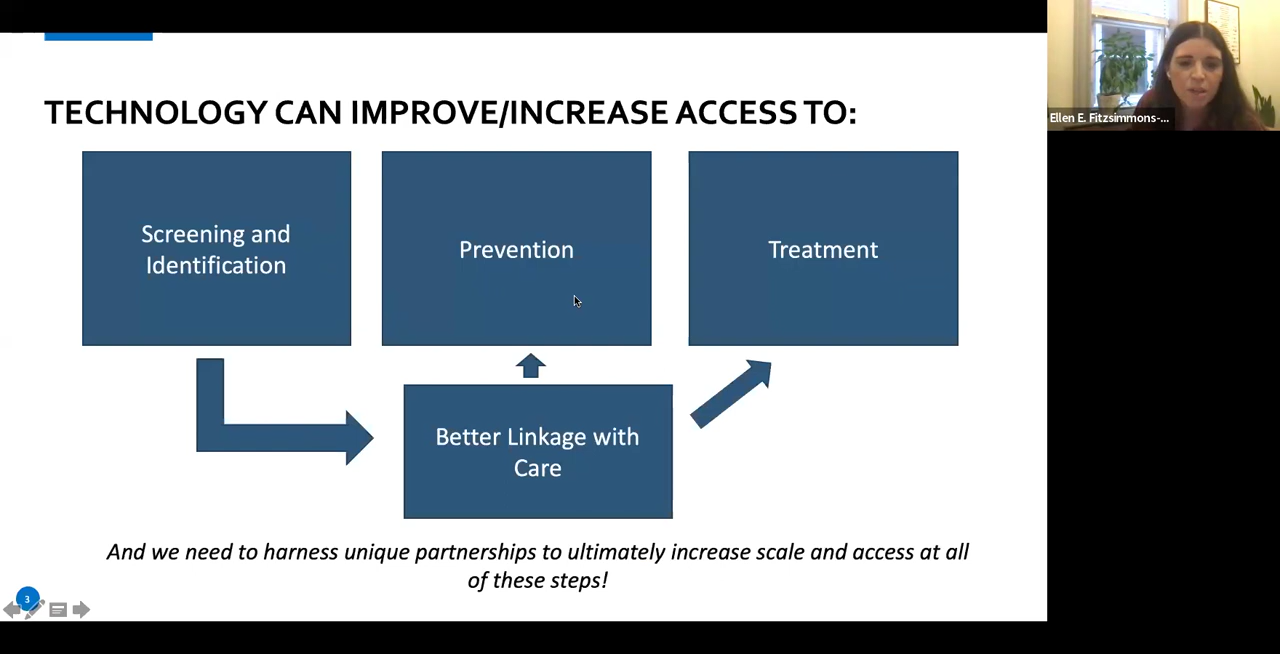 TECHNOLOGY CAN IMPROVE/INCREASE ACCESS TO:
Screening and
Identification
Prevention
Treatment
Better Linkage with
Care
And we need to harness unique partnerships to ultimately increase scale and access at all
of these steps!
3
Ellen E. Fitzsimmons-...